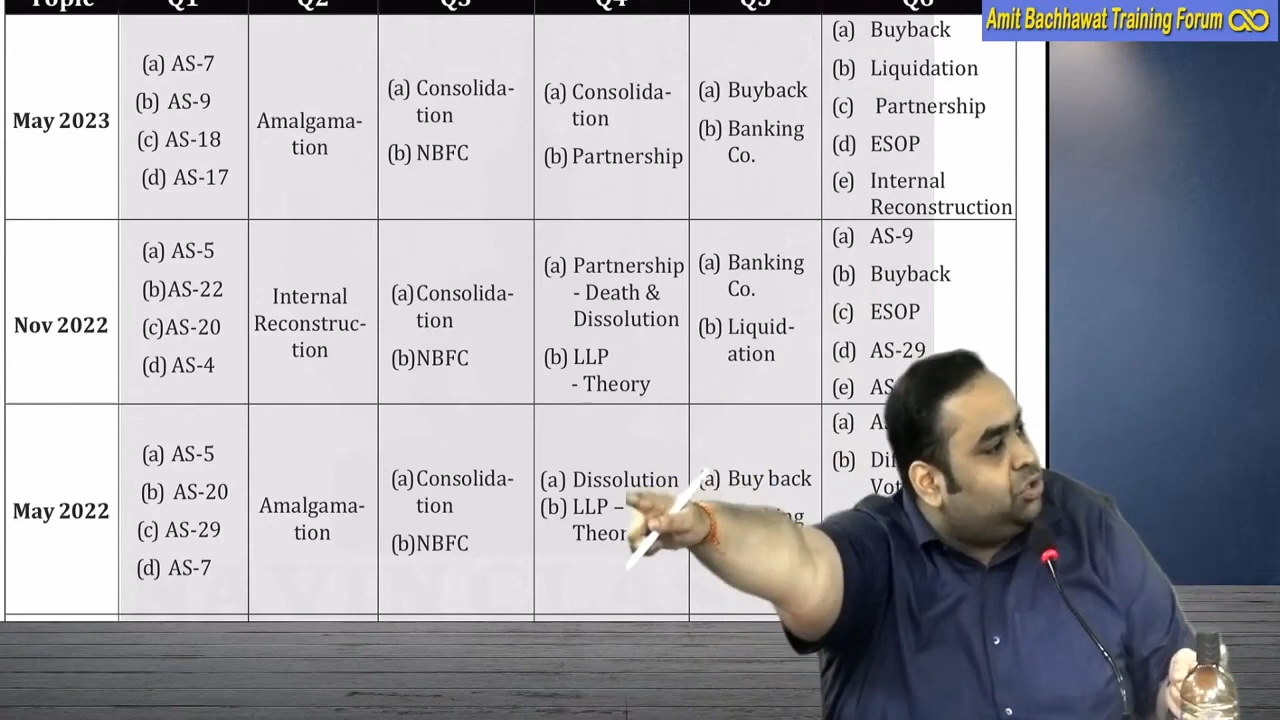 Topic Q1 Q2 Q3 Q4 Q5 Q6
Amit Bachhawat Training Forum
May 2023
(a) AS-7
(b) AS-9
(c) AS-18
(d) AS-17
Amalgama-
tion
(a) Consolida-
tion
(b) NBFC
(a) Consolida-
tion
(b) Partnership
(a) Buyback
(b) Banking
Co.
(a) Buyback
(b) Liquidation
(c) Partnership
(d) ESOP
(e) Internal
Reconstruction
Nov 2022
(a) AS-5
(b)AS-22
(c)AS-20
(d) AS-4
Internal
Reconstruc-
tion
(a)Consolida-
tion
(b)NBFC
(a) Partnership
- Death &
Dissolution
(b) LLP
- Theory
(a) Banking
Co.
(b) Liquid-
ation
(a) AS-9
(b) Buyback
(c) ESOP
(d) AS-29
(e)
May 2022
(a) AS-5
(b) AS-20
(c) AS-29
(d) AS-7
Amalgama-
tion
(a)Consolida-
tion
(b)NBFC
(a) Dissolution
(b) LLP –
(a) Buy back
(a)
(b)